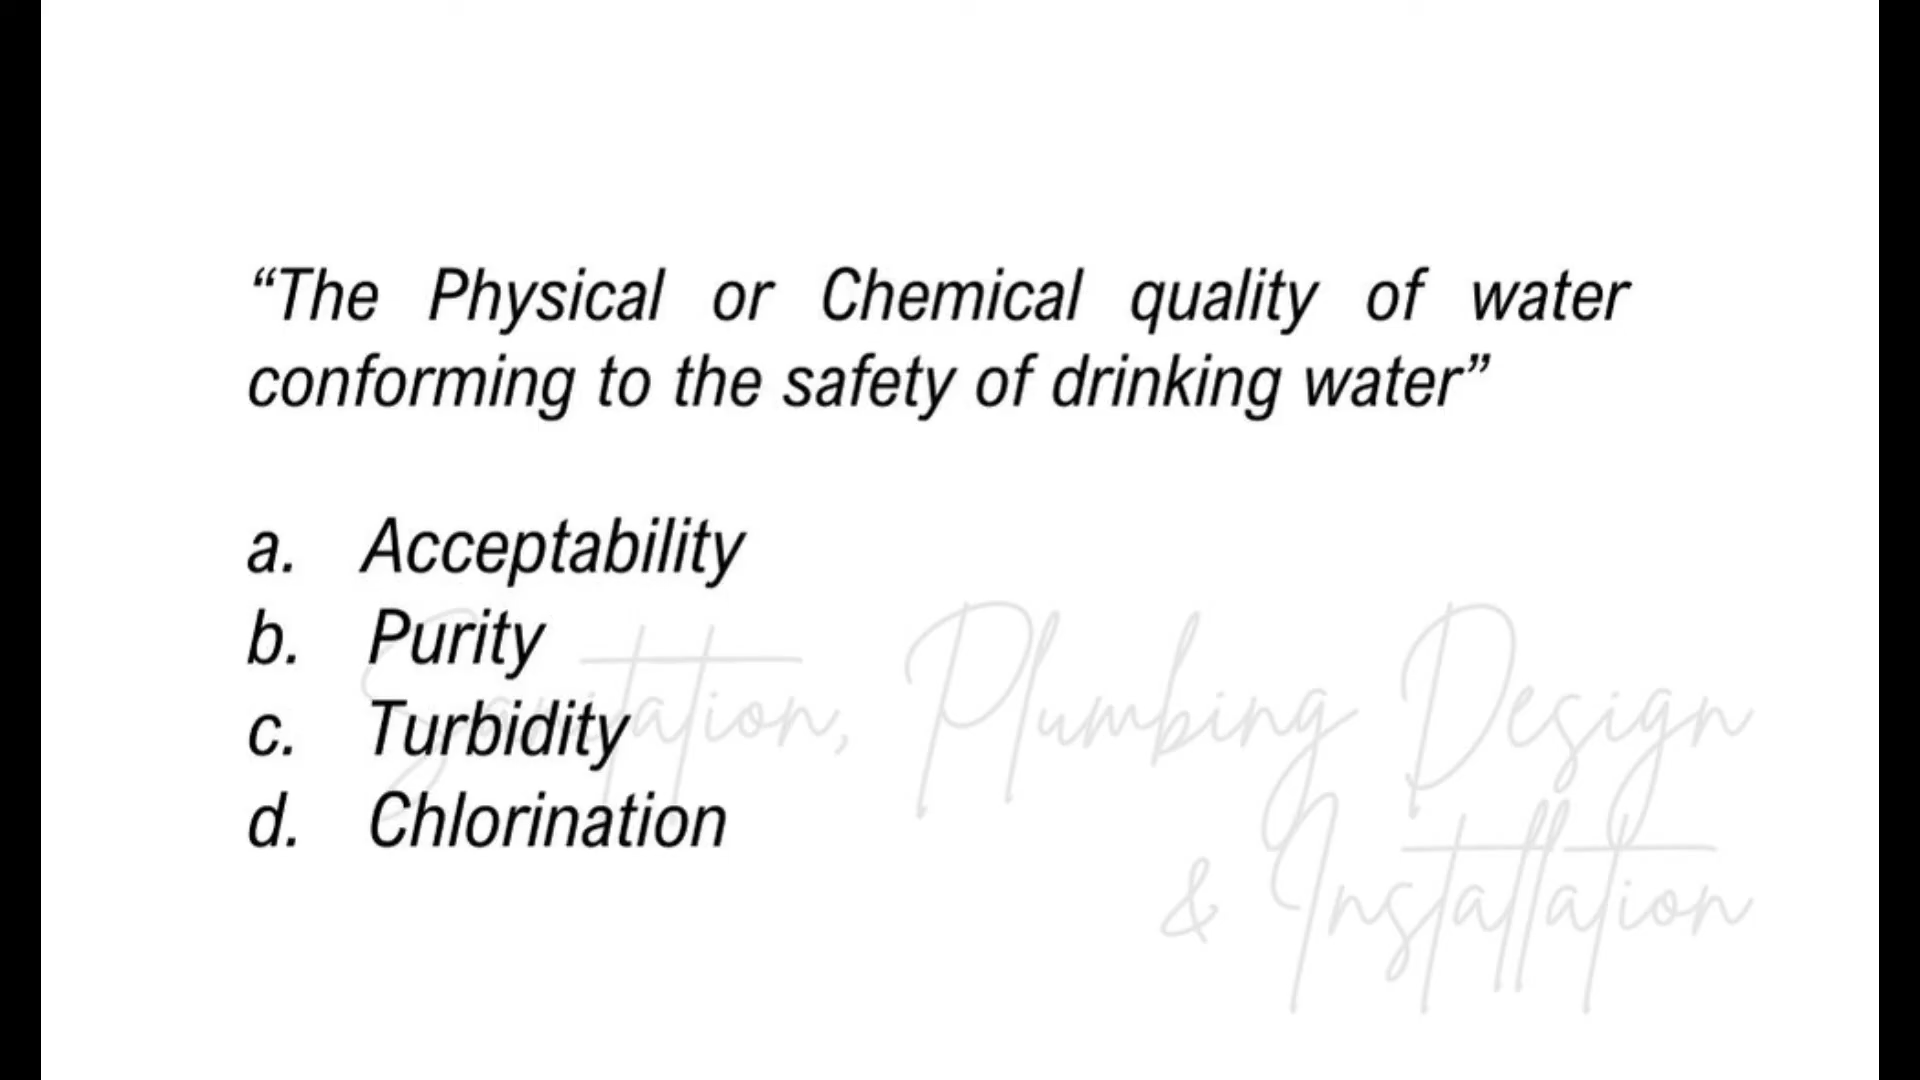 “The Physical or Chemical quality of water
conforming to the safety of drinking water”
a. Acceptability
b. Purity
c. Turbidity
d. Chlorination
Sanitation, Plumbing Design
& Installation